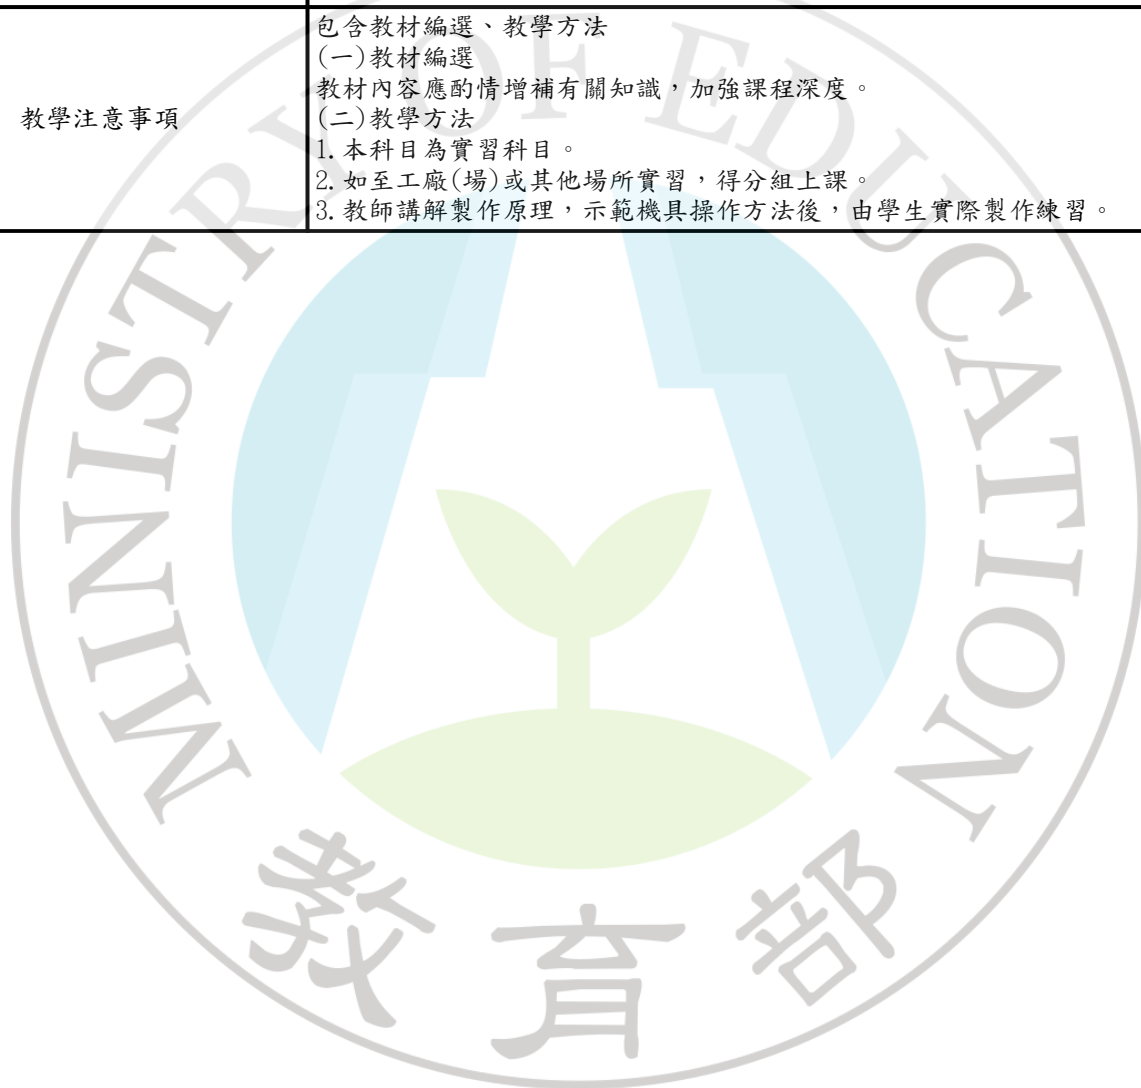 包含教材編選、教學方法
(一)教材編選
教材內容應酌情增補有關知識，加強課程深度。
教學注意事項
(二)教學方法
1.本科目為實習科目。
2.如至工廠(場)或其他場所實習，得分組上課。
3.教師講解製作原理，示範機具操作方法後，由學生實際製作練習。
MINISTRY OF EDUCATION
教育部